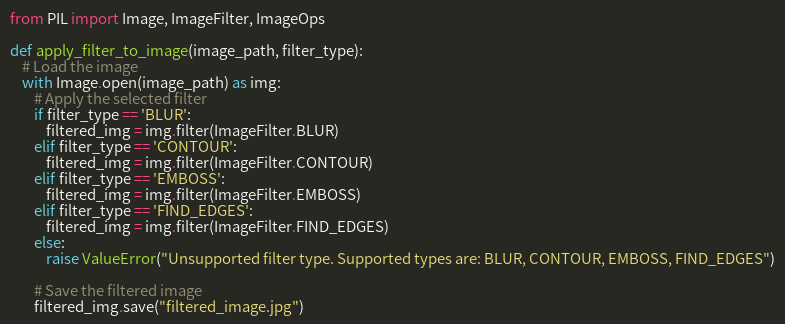 from PIL import Image, ImageFilter, ImageOps

def apply_filter_to_image(image_path, filter_type):
    # Load the image
    with Image.open(image_path) as img:
        # Apply the selected filter
        if filter_type == 'BLUR':
            filtered_img = img.filter(ImageFilter.BLUR)
        elif filter_type == 'CONTOUR':
            filtered_img = img.filter(ImageFilter.CONTOUR)
        elif filter_type == 'EMBOSS':
            filtered_img = img.filter(ImageFilter.EMBOSS)
        elif filter_type == 'FIND_EDGES':
            filtered_img = img.filter(ImageFilter.FIND_EDGES)
        else:
            raise ValueError("Unsupported filter type. Supported types are: BLUR, CONTOUR, EMBOSS, FIND_EDGES")

        # Save the filtered image
        filtered_img.save("filtered_image.jpg")